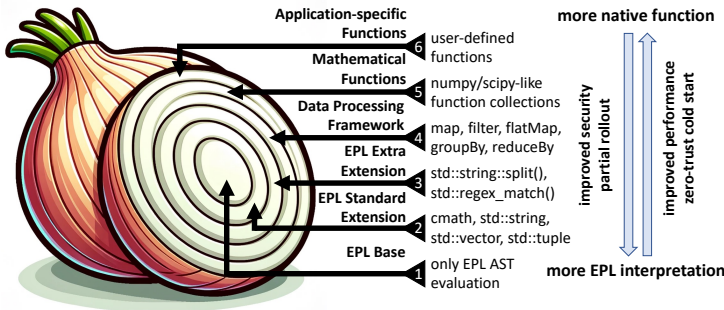 Application-specific
Functions
6
user-defined
functions
Mathematical
Functions
5
numpy/scipy-like
function collections
Data Processing
Framework
4
map, filter, flatMap,
groupBy, reduceBy
EPL Extra
Extension
3
std::string::split(),
std::regex_match()
EPL Standard
Extension
2
cmath, std::string,
std::vector, std::tuple
EPL Base
1
only EPL AST
evaluation
more native function
improved security
partial rollout
improved performance
zero-trust cold start
more EPL interpretation